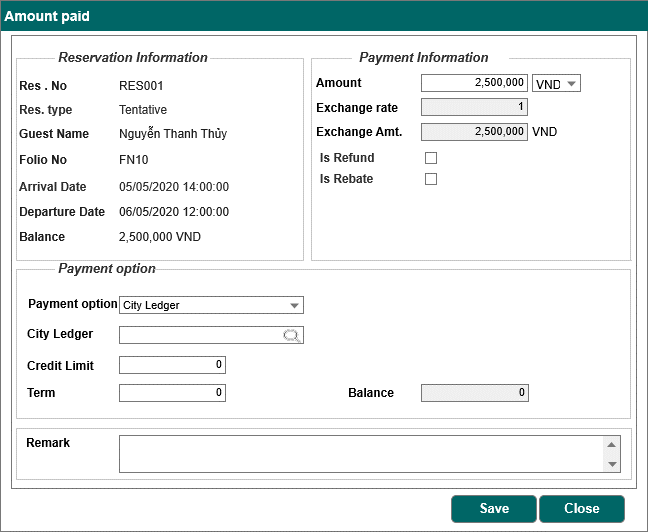 Amount paid
Reservation Information
Res . No RES001
Res. type Tentative
Guest Name Nguyễn Thanh Thủy
Folio No FN10
Arrival Date 05/05/2020 14:00:00
Departure Date 06/05/2020 12:00:00
Balance 2,500,000 VND
Payment Information
Amount 2,500,000 VND
Exchange rate 1
Exchange Amt. 2,500,000 VND
Is Refund
Is Rebate
Payment option
Payment option City Ledger
City Ledger
Credit Limit 0
Term 0 Balance 0
Remark
Save Close